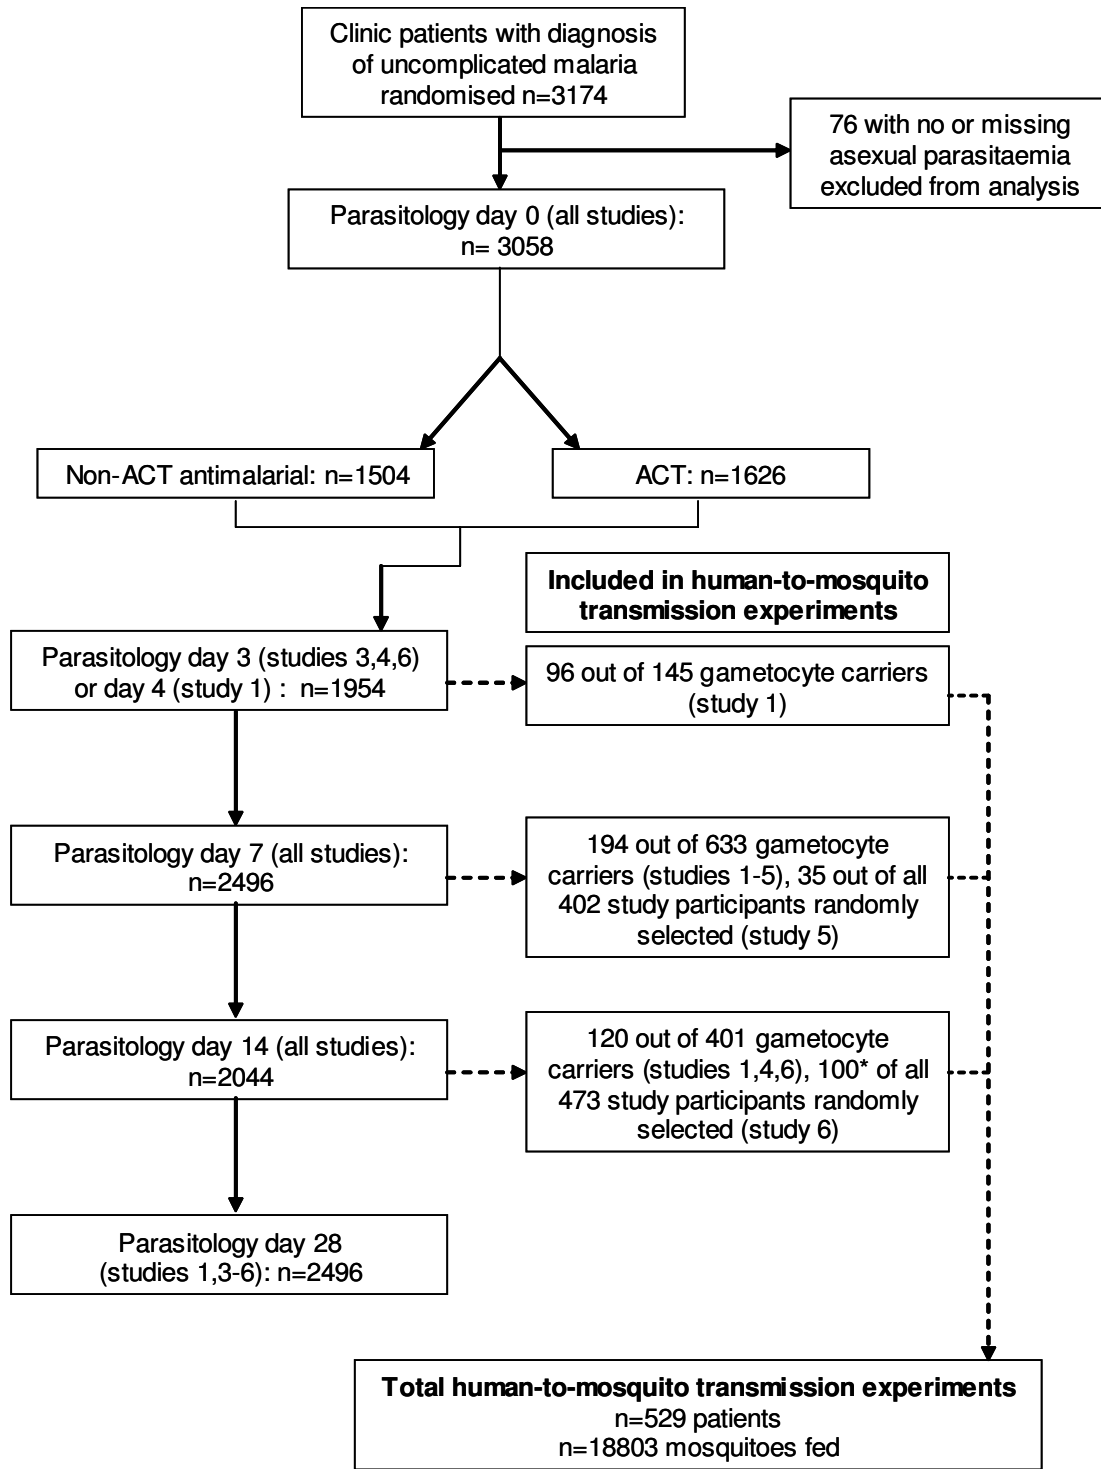 Clinic patients with diagnosis
of uncomplicated malaria
randomised n=3174
76 with no or missing
asexual parasitaemia
excluded from analysis
Parasitology day 0 (all studies):
n= 3058
Non-ACT antimalarial: n=1504
ACT: n=1626
Included in human-to-mosquito
transmission experiments
Parasitology day 3 (studies 3,4,6)
or day 4 (study 1) :  n=1954
96 out of 145 gametocyte carriers
(study 1)
Parasitology day 7 (all studies):
n=2496
194 out of 633 gametocyte
carriers (studies 1-5), 35 out of all
402 study participants randomly
selected (study 5)
Parasitology day 14 (all studies):
n=2044
120 out of 401 gametocyte
carriers (studies 1,4,6), 100* of all
473 study participants randomly
selected (study 6)
Parasitology day 28
(studies 1,3-6): n=2496
Total human-to-mosquito transmission experiments
n=529 patients
n=18803 mosquitoes fed